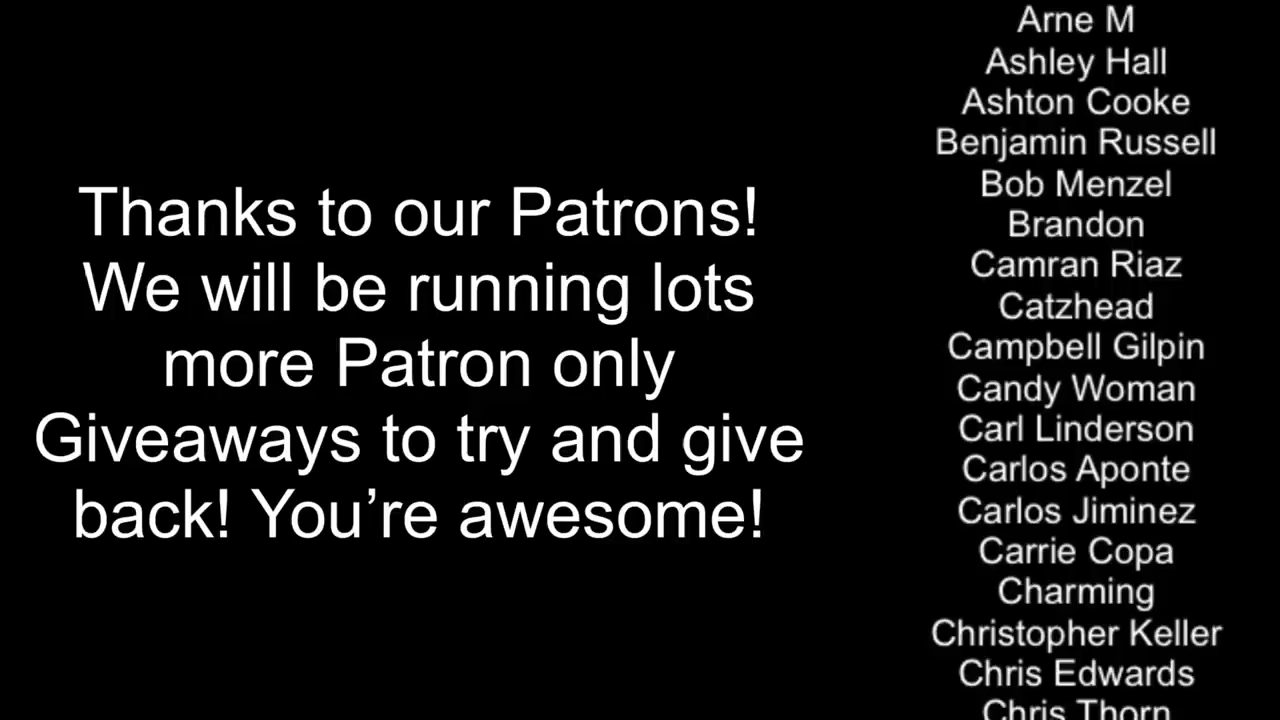 Thanks to our Patrons!
We will be running lots
more Patron only
Giveaways to try and give
back! You’re awesome!
Arne M
Ashley Hall
Ashton Cooke
Benjamin Russell
Bob Menzel
Brandon
Camran Riaz
Catzhead
Campbell Gilpin
Candy Woman
Carl Linderson
Carlos Aponte
Carlos Jiminez
Carrie Copa
Charming
Christopher Keller
Chris Edwards
Chris Thorn